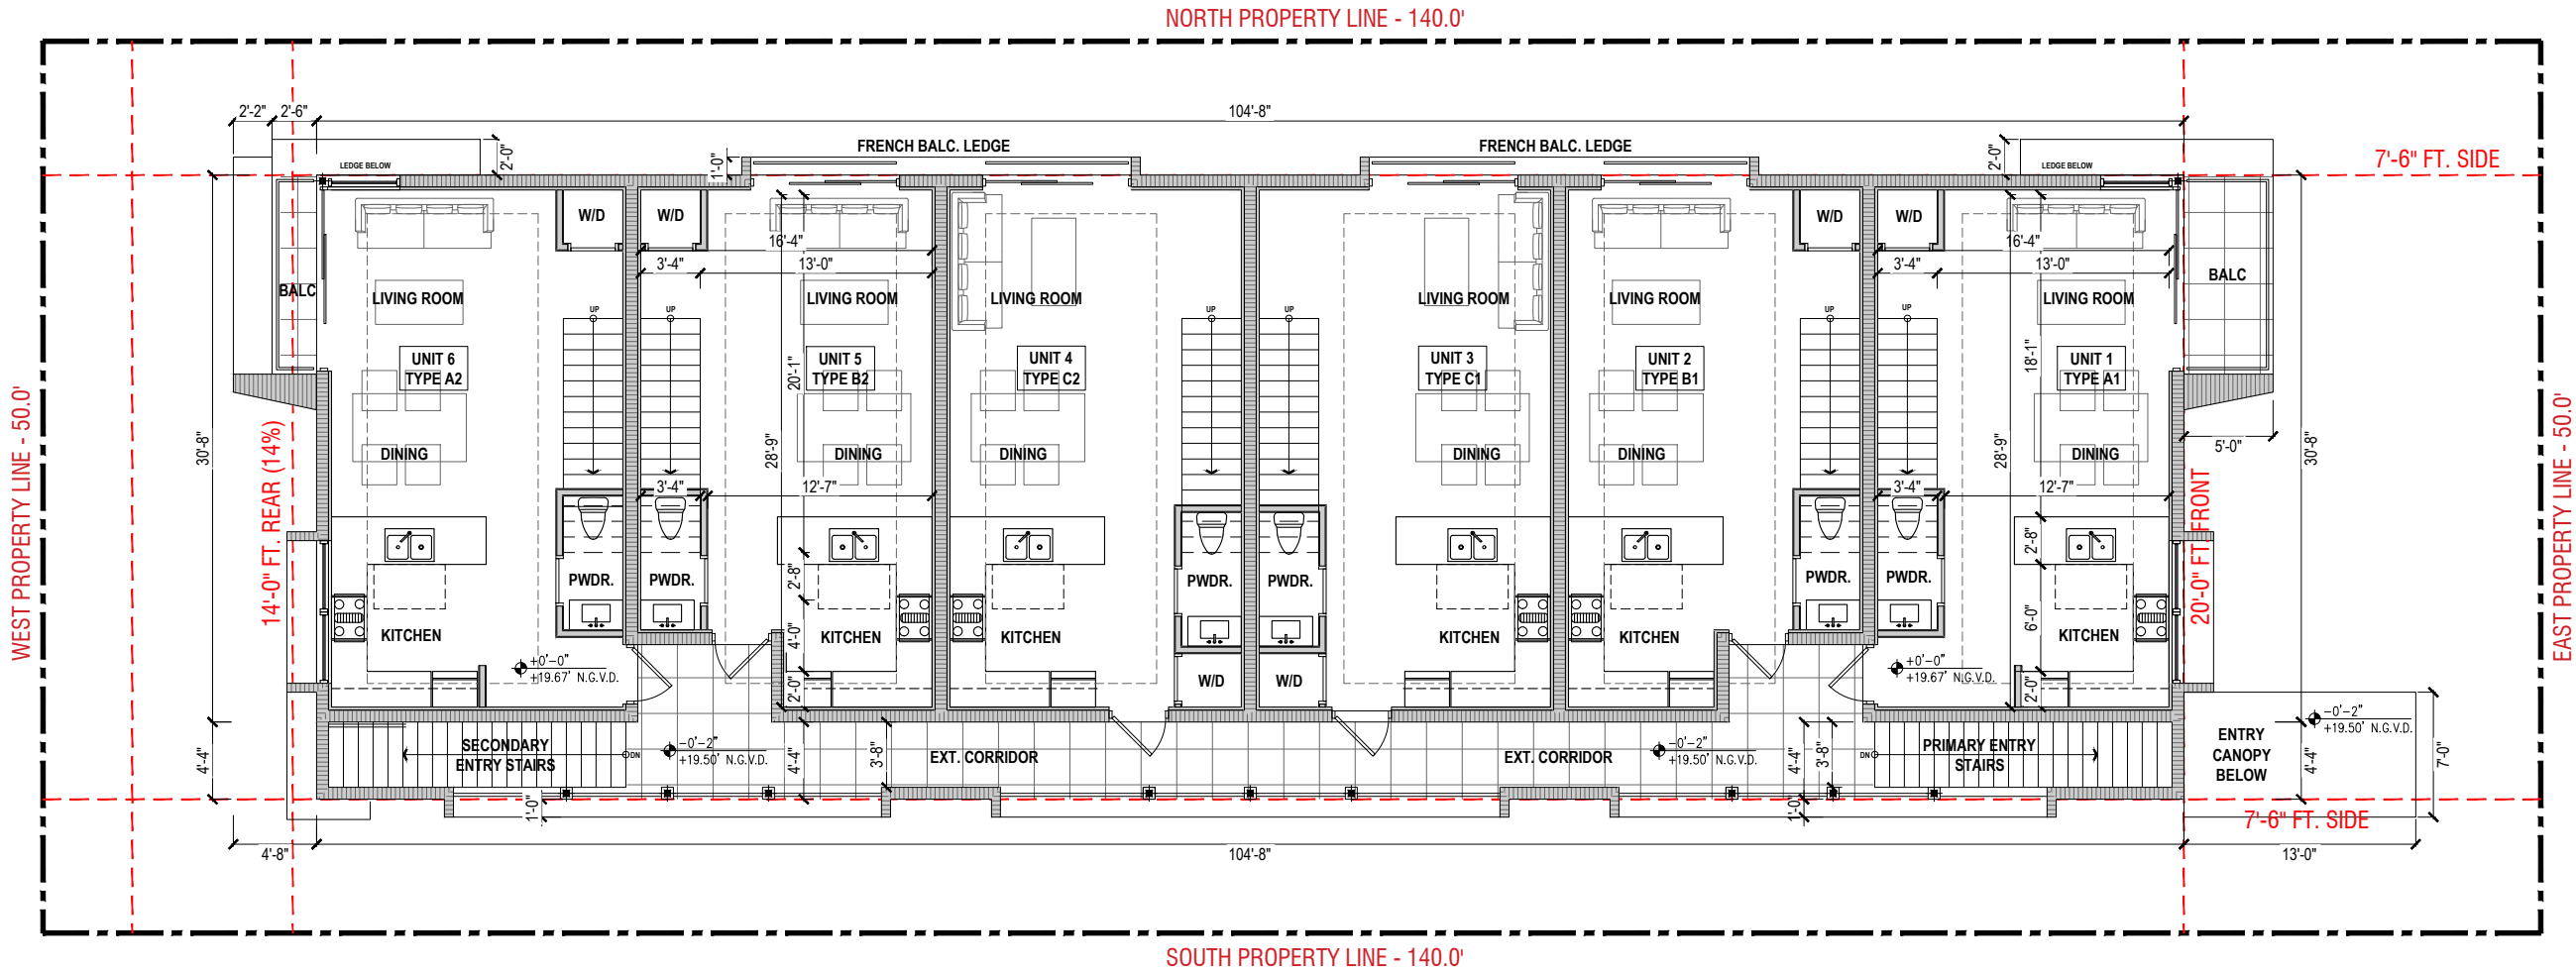 NORTH PROPERTY LINE - 140.0'
2'-2"
2'-6"
104'-8"
FRENCH BALC. LEDGE
FRENCH BALC. LEDGE
LEDGE BELOW
2'-0"
1'-0"
2'-0"
LEDGE BELOW
7'-6" FT. SIDE
W/D
W/D
W/D
W/D
16'-4"
16'-4"
3'-4"
13'-0"
3'-4"
13'-0"
BALC
BALC
LIVING ROOM
LIVING ROOM
LIVING ROOM
LIVING ROOM
LIVING ROOM
LIVING ROOM
UP
UP
UP
UP
UP
UP
UNIT 6
TYPE A2
UNIT 5
TYPE B2
UNIT 4
TYPE C2
UNIT 3
TYPE C1
UNIT 2
TYPE B1
UNIT 1
TYPE A1
20'-1"
18'-1"
30'-8"
28'-9"
28'-9"
30'-8"
5'-0"
DINING
DINING
DINING
DINING
DINING
DINING
3'-4"
12'-7"
3'-4"
12'-7"
WEST PROPERTY LINE - 50.0'
14'-0" FT. REAR (14%)
20'-0" FT. FRONT
EAST PROPERTY LINE - 50.0'
PWDR.
PWDR.
PWDR.
PWDR.
PWDR.
PWDR.
2'-8"
4'-0"
2'-0"
2'-8"
6'-0"
2'-0"
KITCHEN
KITCHEN
KITCHEN
KITCHEN
KITCHEN
KITCHEN
+0'-0"
+19.67' N.G.V.D.
+0'-0"
+19.67' N.G.V.D.
W/D
W/D
SECONDARY
ENTRY STAIRS
DN
-0'-2"
+19.50' N.G.V.D.
4'-4"
4'-4"
3'-8"
EXT. CORRIDOR
EXT. CORRIDOR
-0'-2"
+19.50' N.G.V.D.
4'-4"
3'-8"
DN
PRIMARY ENTRY
STAIRS
ENTRY
CANOPY
BELOW
-0'-2"
+19.50' N.G.V.D.
4'-4"
7'-0"
1'-0"
1'-0"
7'-6" FT. SIDE
4'-8"
104'-8"
13'-0"
SOUTH PROPERTY LINE - 140.0'